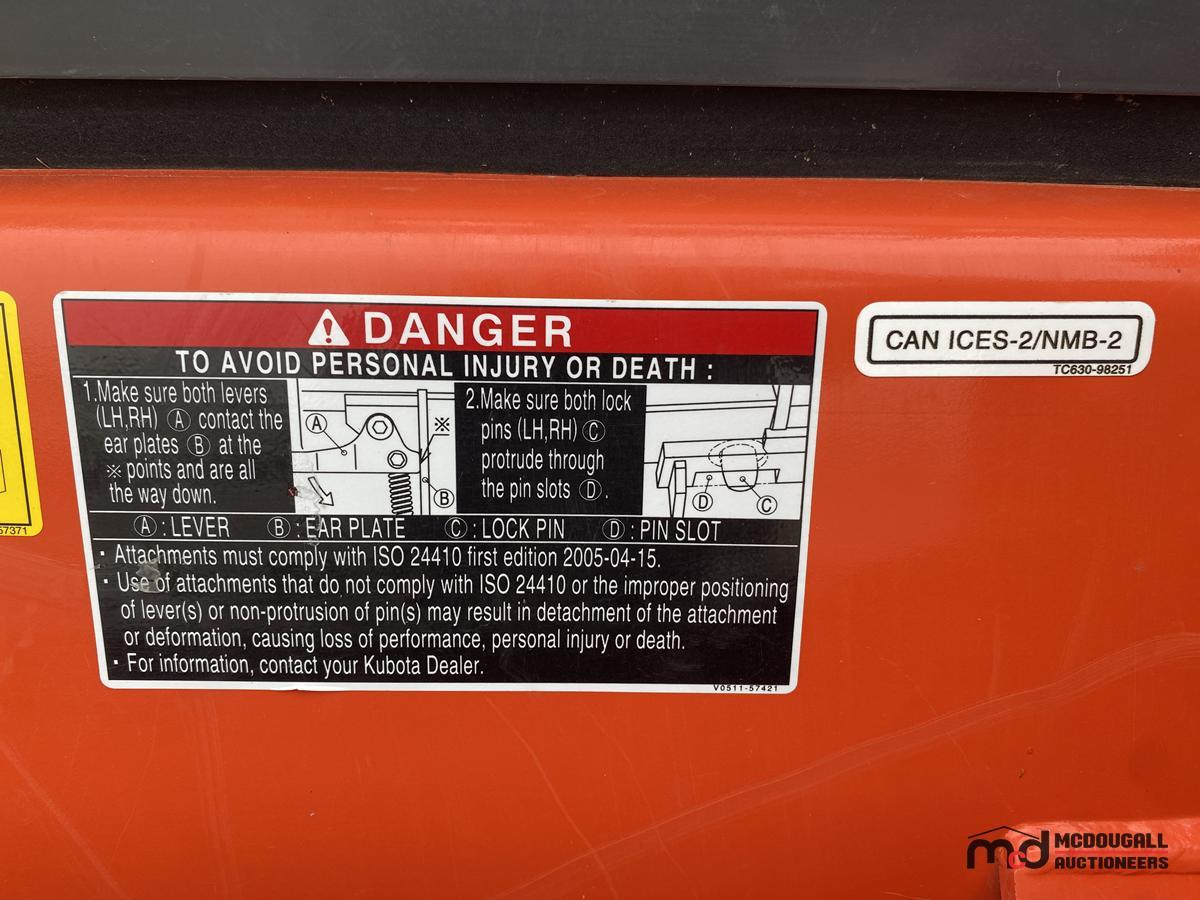 DANGER
TO AVOID PERSONAL INJURY OR DEATH :
1.Make sure both levers
(LH,RH) Ⓐ contact the
ear plates Ⓑ at the
※ points and are all
the way down.
Ⓐ
※
Ⓑ
2.Make sure both lock
pins (LH,RH) Ⓒ
protrude through
the pin slots Ⓓ.
Ⓓ
Ⓒ
Ⓐ : LEVER Ⓑ : EAR PLATE Ⓒ : LOCK PIN Ⓓ : PIN SLOT
· Attachments must comply with ISO 24410 first edition 2005-04-15.
· Use of attachments that do not comply with ISO 24410 or the improper positioning
of lever(s) or non-protrusion of pin(s) may result in detachment of the attachment
or deformation, causing loss of performance, personal injury or death.
· For information, contact your Kubota Dealer.
V0511-57421
CAN ICES-2/NMB-2
TC630-98251
57371
mcd MCDOUGALL
AUCTIONEERS